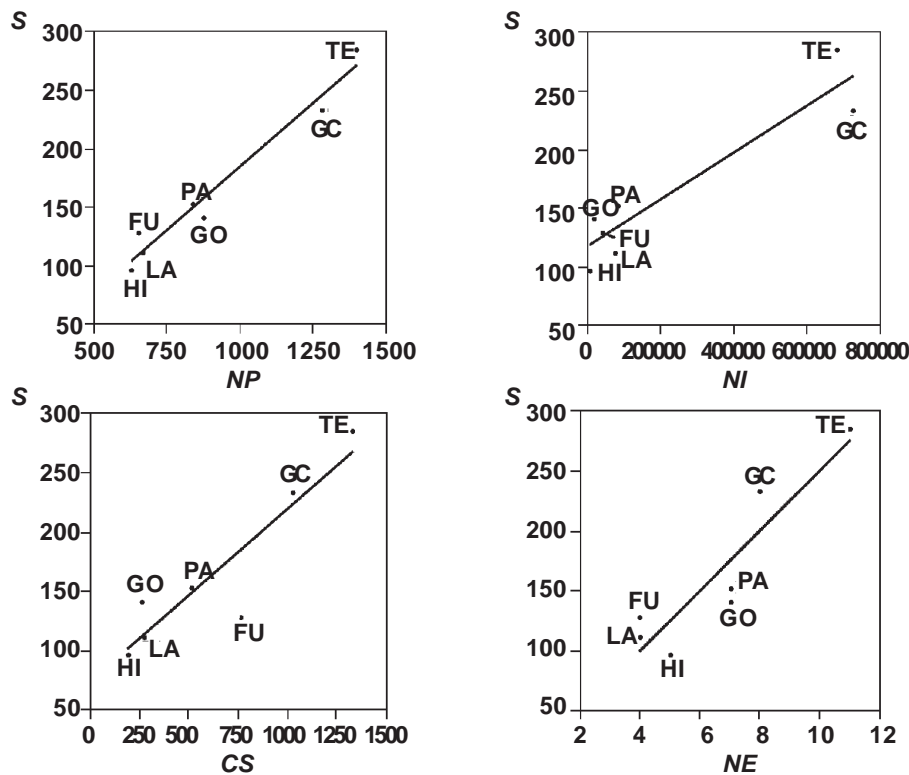 S
300
250
200
150
100
50
TE
GC
PA
FU
GO
LA
HI
500
750
1000
1250
1500
NP
S
300
250
200
150
100
50
TE
GC
PA
GO
FU
LA
HI
0
200000
400000
600000
800000
NI
S
300
250
200
150
100
50
TE
GC
GO
PA
FU
LA
HI
0
250
500
750
1000
1250
1500
CS
S
300
250
200
150
100
50
TE
GC
PA
FU
GO
LA
HI
2
4
6
8
10
12
NE